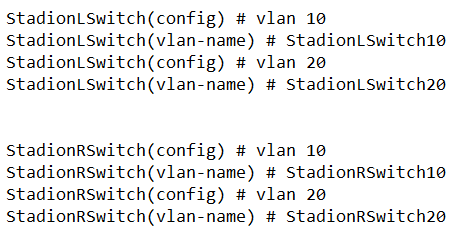 StadionLSwitch(config) # vlan 10
StadionLSwitch(vlan-name) # StadionLSwitch10
StadionLSwitch(config) # vlan 20
StadionLSwitch(vlan-name) # StadionLSwitch20
StadionRSwitch(config) # vlan 10
StadionRSwitch(vlan-name) # StadionRSwitch10
StadionRSwitch(config) # vlan 20
StadionRSwitch(vlan-name) # StadionRSwitch20